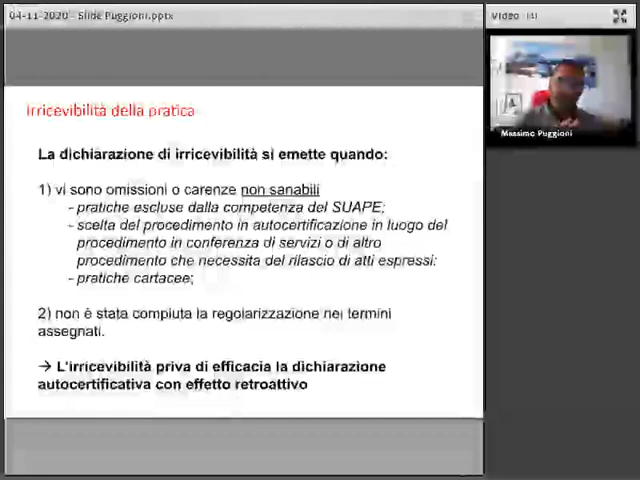 04-11-2020 - Slide Puggioni.pptx
Video (1)
Massimo Puggioni
Irricevibilità della pratica
La dichiarazione di irricevibilità si emette quando:
1) vi sono omissioni o carenze non sanabili
- pratiche escluse dalla competenza del SUAPE;
- scelta del procedimento in autocertificazione in luogo del
procedimento in conferenza di servizi o di altro
procedimento che necessita del rilascio di atti espressi;
- pratiche cartacee;
2) non è stata compiuta la regolarizzazione nei termini
assegnati.
→ L'irricevibilità priva di efficacia la dichiarazione
autocertificativa con effetto retroattivo